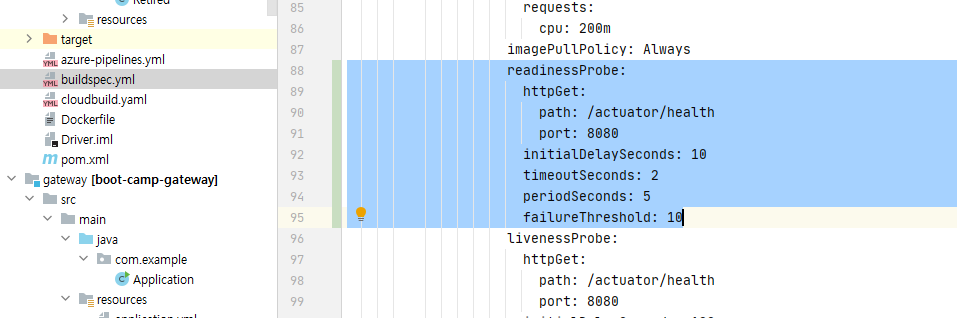 Retired
resources
target
azure-pipelines.yml
buildspec.yml
cloudbuild.yaml
Dockerfile
Driver.iml
pom.xml
gateway [boot-camp-gateway]
src
main
java
com.example
Application
resources
application.yml
85 requests:
86 cpu: 200m
87 imagePullPolicy: Always
88 readinessProbe:
89 httpGet:
90 path: /actuator/health
91 port: 8080
92 initialDelaySeconds: 10
93 timeoutSeconds: 2
94 periodSeconds: 5
95 failureThreshold: 10
96 livenessProbe:
97 httpGet:
98 path: /actuator/health
99 port: 8080